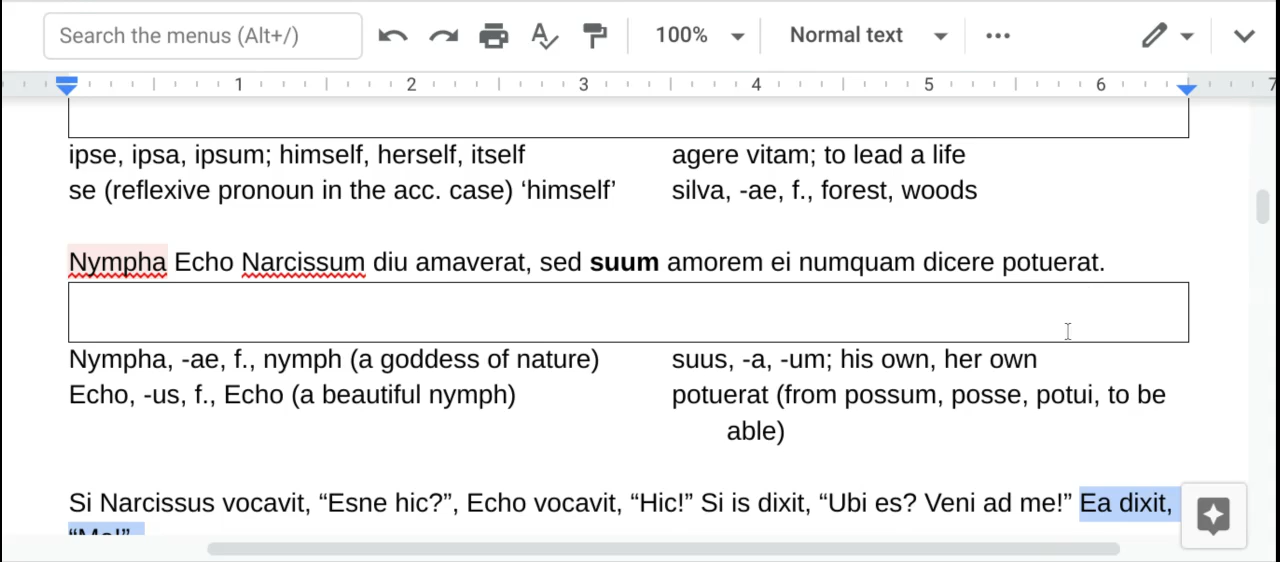 Search the menus (Alt+/) 100% Normal text
1 2 3 4 5 6 7
ipse, ipsa, ipsum; himself, herself, itself
agere vitam; to lead a life
se (reflexive pronoun in the acc. case) ‘himself’
silva, -ae, f., forest, woods
Nympha Echo Narcissum diu amaverat, sed suum amorem ei numquam dicere potuerat.
Nympha, -ae, f., nymph (a goddess of nature)
suus, -a, -um; his own, her own
Echo, -us, f., Echo (a beautiful nymph)
potuerat (from possum, posse, potui, to be
able)
Si Narcissus vocavit, “Esne hic?”, Echo vocavit, “Hic!” Si is dixit, “Ubi es? Veni ad me!” Ea dixit,
“Me!”